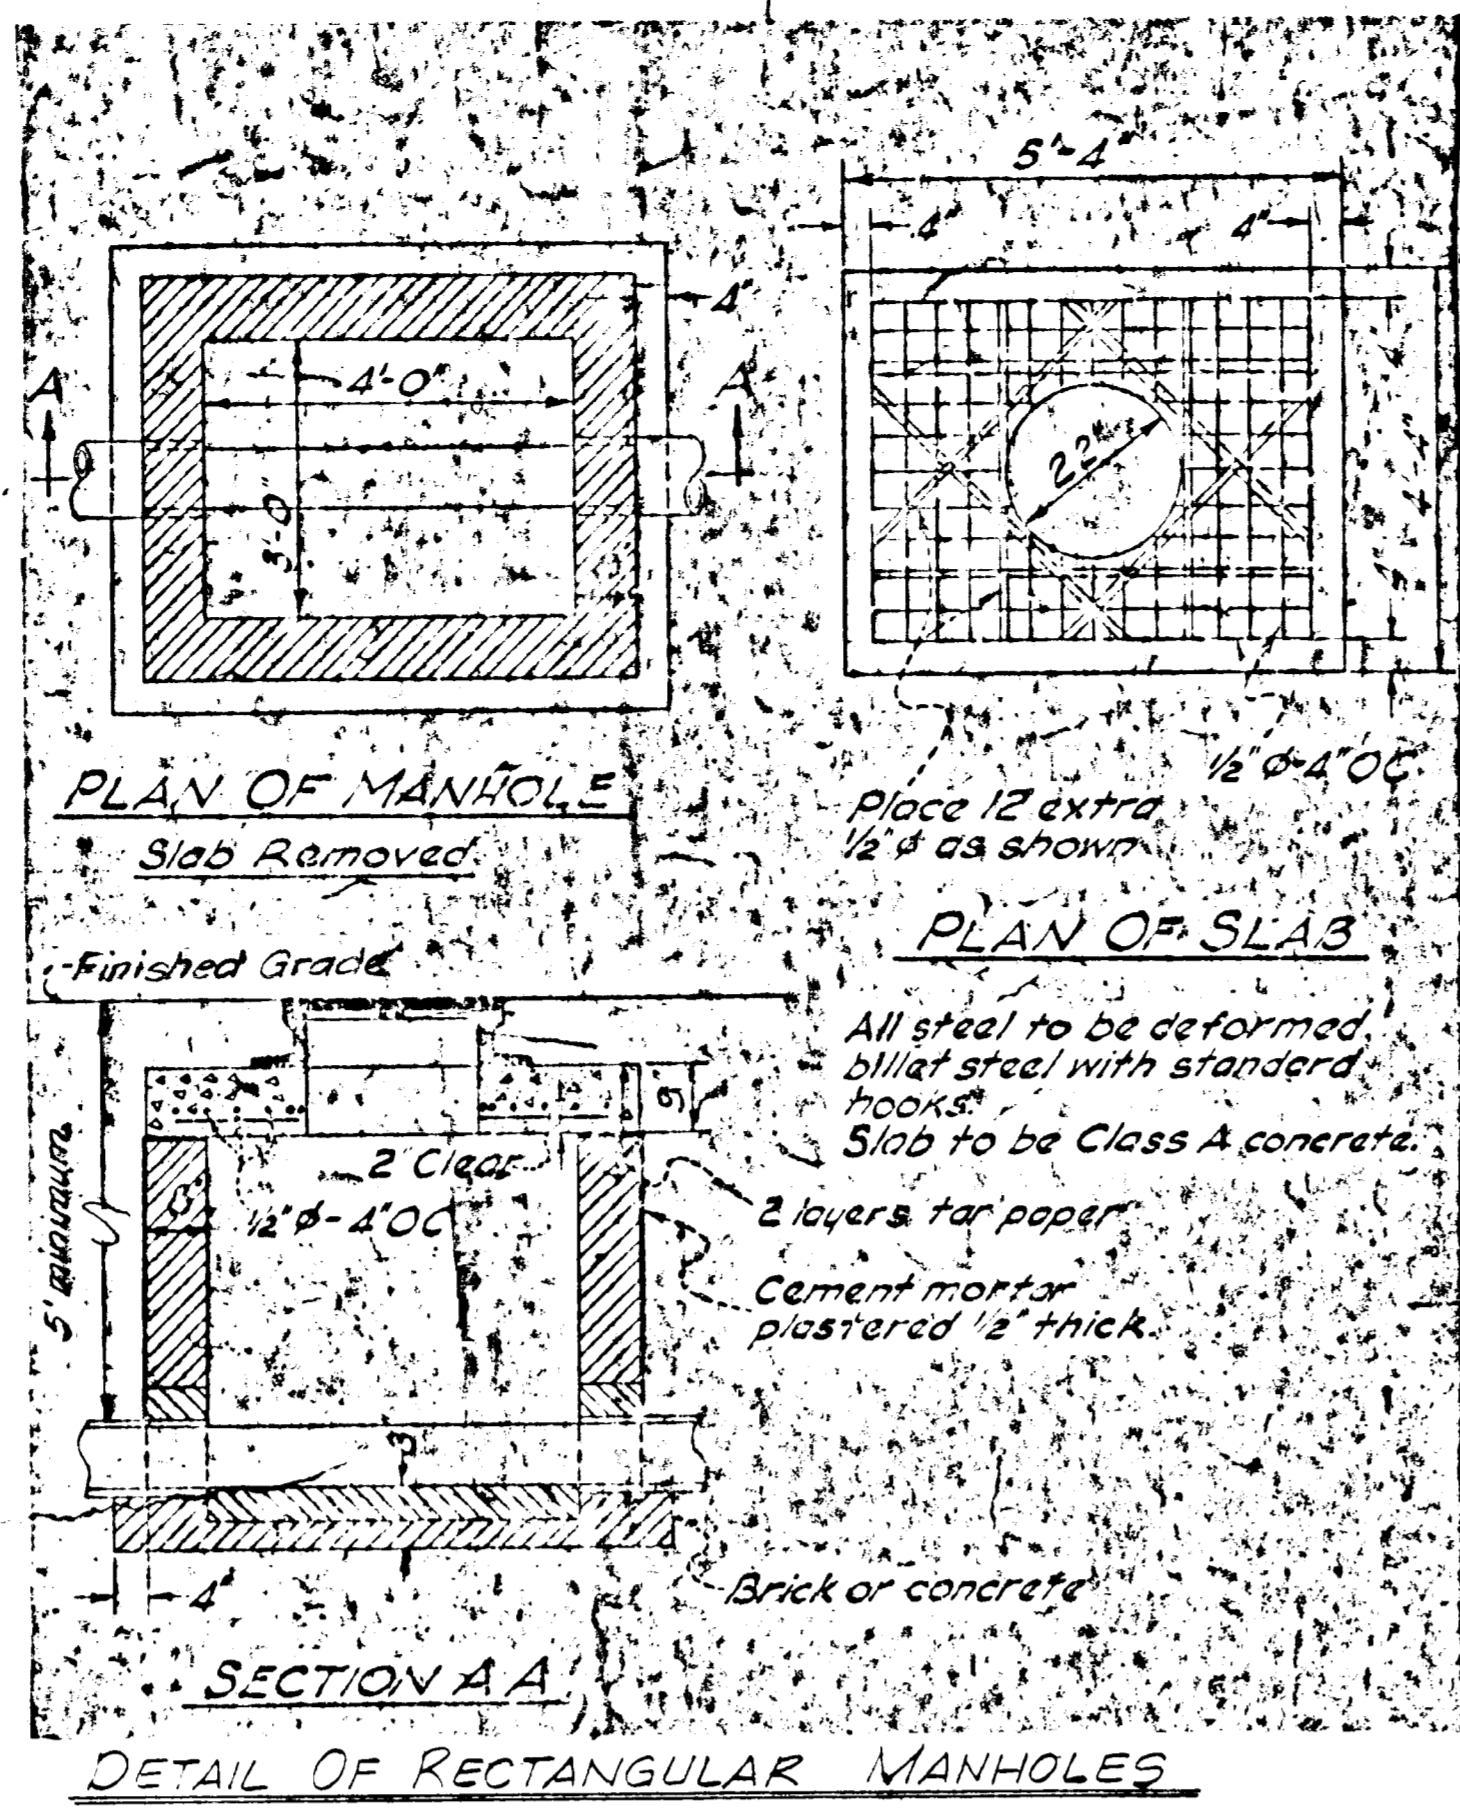 5'-4"
4"
4"
4"
A
4'-0"
A
22"
3'-0"
4'-4"
PLAN OF MANHOLE
Slab Removed
1/2" φ-4" OC
Place 12 extra
1/2" φ as shown
PLAN OF SLAB
Finished Grade
All steel to be deformed
billet steel with standard
hooks.
Slab to be Class A concrete.
5' minimum
2" Clear
8"
1/2" φ-4" OC
2 layers tar paper
Cement mortar
plastered 1/2" thick
3
4"
Brick or concrete
SECTION A A
DETAIL OF RECTANGULAR MANHOLES